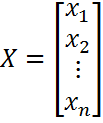 X = [x₁
x₂
⋮
xₙ]